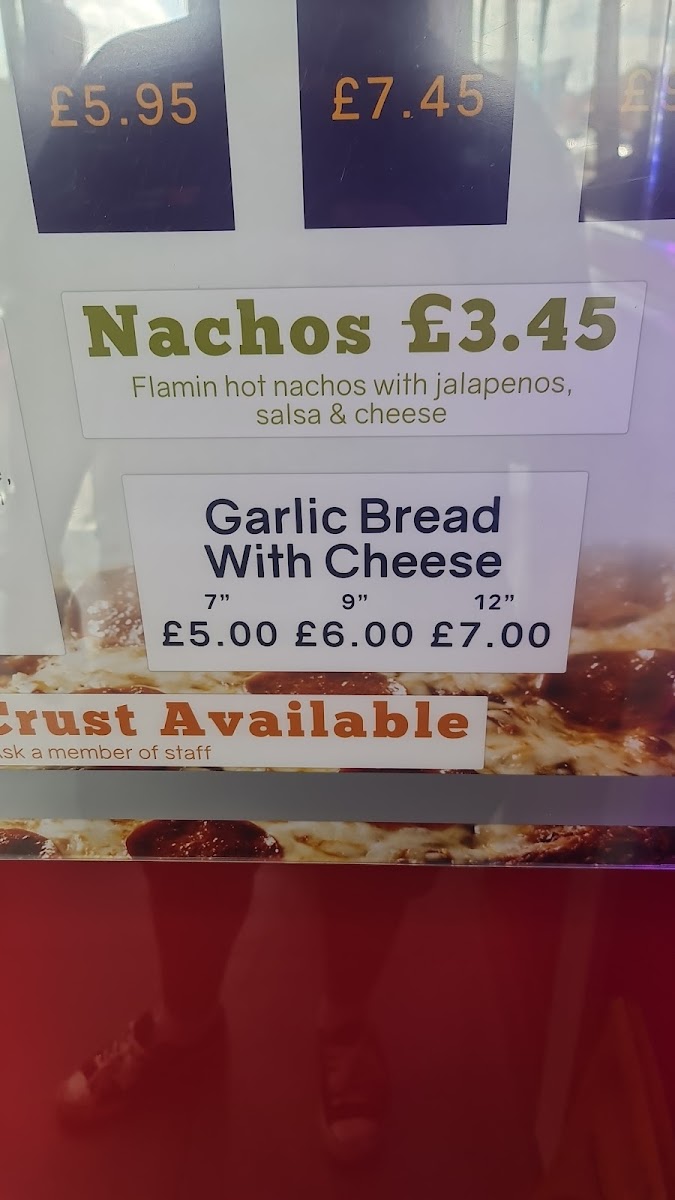 £5.95 £7.45
Nachos £3.45
Flamin hot nachos with jalapenos,
salsa & cheese
Garlic Bread
With Cheese
7” 9” 12”
£5.00 £6.00 £7.00
Crust Available
Ask a member of staff